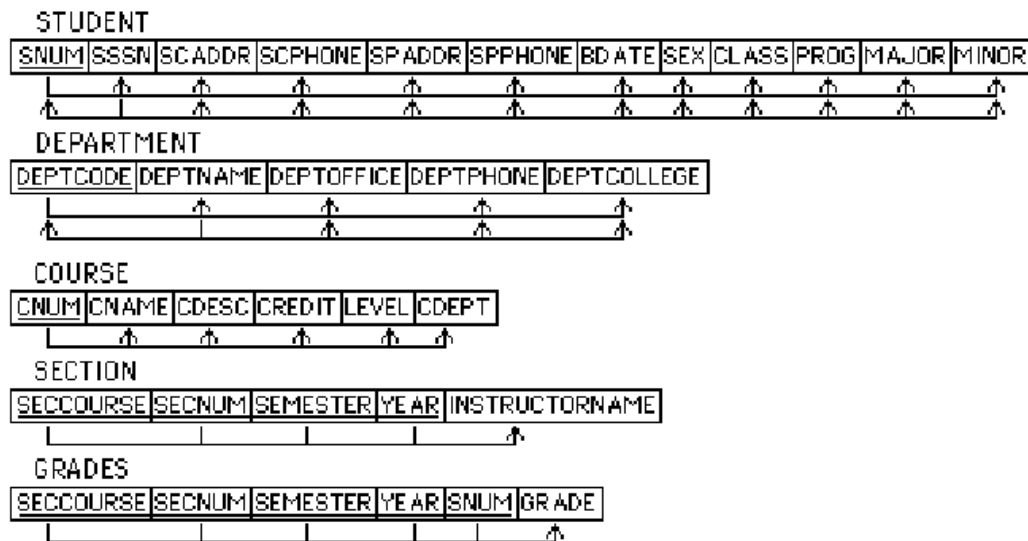 STUDENT
SNUM SSSN SCADDR SCPHONE SPADDR SPPHONE BDATE SEX CLASS PROG MAJOR MINOR
DEPARTMENT
DEPTCODE DEPTNAME DEPTOFFICE DEPTPHONE DEPTCOLLEGE
COURSE
CNUM CNAME CDESC CREDIT LEVEL CDEPT
SECTION
SECCOURSE SECNUM SEMESTER YEAR INSTRUCTORNAME
GRADES
SECCOURSE SECNUM SEMESTER YEAR SNUM GRADE